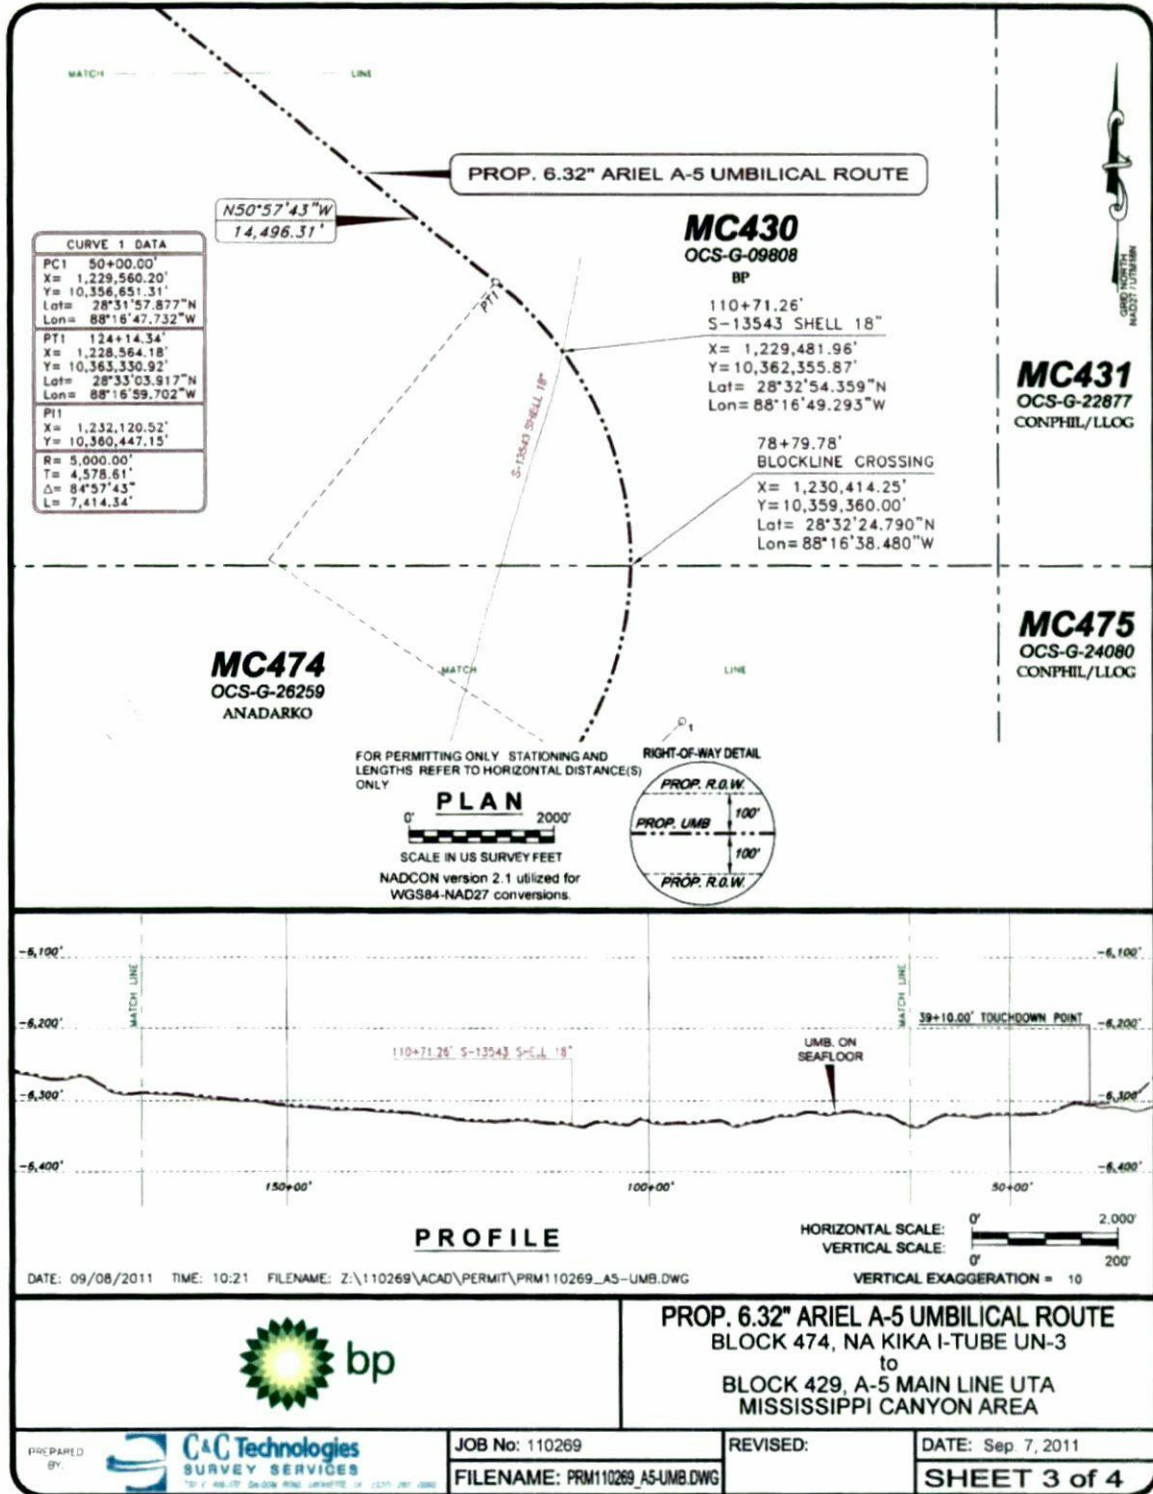 MATCH LINE
PROP. 6.32" ARIEL A-5 UMBILICAL ROUTE
N50°57'43"W
14,496.31'
MC430
OCS-G-09808
BP
GRID NORTH
NAD27 / UTM16N
CURVE 1 DATA
PC1 50+00.00'
X= 1,229,560.20'
Y= 10,356,651.31'
Lat= 28°31'57.877"N
Lon= 88°16'47.732"W
PT1 124+14.34'
X= 1,228,564.18'
Y= 10,363,330.92'
Lat= 28°33'03.917"N
Lon= 88°16'59.702"W
PI1
X= 1,232,120.52'
Y= 10,360,447.15'
R= 5,000.00'
T= 4,578.61'
Δ= 84°57'43"
L= 7,414.34'
PT1
110+71.26'
S-13543 SHELL 18"
X= 1,229,481.96'
Y= 10,362,355.87'
Lat= 28°32'54.359"N
Lon= 88°16'49.293"W
S-13543 SHELL 18"
MC431
OCS-G-22877
CONPHIL/LLOG
78+79.78'
BLOCKLINE CROSSING
X= 1,230,414.25'
Y= 10,359,360.00'
Lat= 28°32'24.790"N
Lon= 88°16'38.480"W
MC474
OCS-G-26259
ANADARKO
MATCH LINE
MC475
OCS-G-24080
CONPHIL/LLOG
1
FOR PERMITTING ONLY STATIONING AND
LENGTHS REFER TO HORIZONTAL DISTANCE(S)
ONLY
PLAN
0' 2000'
SCALE IN US SURVEY FEET
NADCON version 2.1 utilized for
WGS84-NAD27 conversions.
RIGHT-OF-WAY DETAIL
PROP. R.O.W.
100'
PROP. UMB
100'
PROP. R.O.W.
-6,100' -6,100'
MATCH LINE
MATCH LINE
39+10.00' TOUCHDOWN POINT
-6,200' -6,200'
110+71.26' S-13543 SHELL 18"
UMB. ON
SEAFLOOR
-6,300' -6,300'
-6,400' -6,400'
150+00' 100+00' 50+00'
PROFILE
HORIZONTAL SCALE: 0' 2,000'
VERTICAL SCALE: 0' 200'
VERTICAL EXAGGERATION = 10
DATE: 09/08/2011 TIME: 10:21 FILENAME: Z:\110269\ACAD\PERMIT\PRM110269_A5-UMB.DWG
bp
PROP. 6.32" ARIEL A-5 UMBILICAL ROUTE
BLOCK 474, NA KIKA I-TUBE UN-3
to
BLOCK 429, A-5 MAIN LINE UTA
MISSISSIPPI CANYON AREA
PREPARED
BY:
C&C Technologies
SURVEY SERVICES
JOB No: 110269
FILENAME: PRM110269_A5-UMB.DWG
REVISED:
DATE: Sep. 7, 2011
SHEET 3 of 4